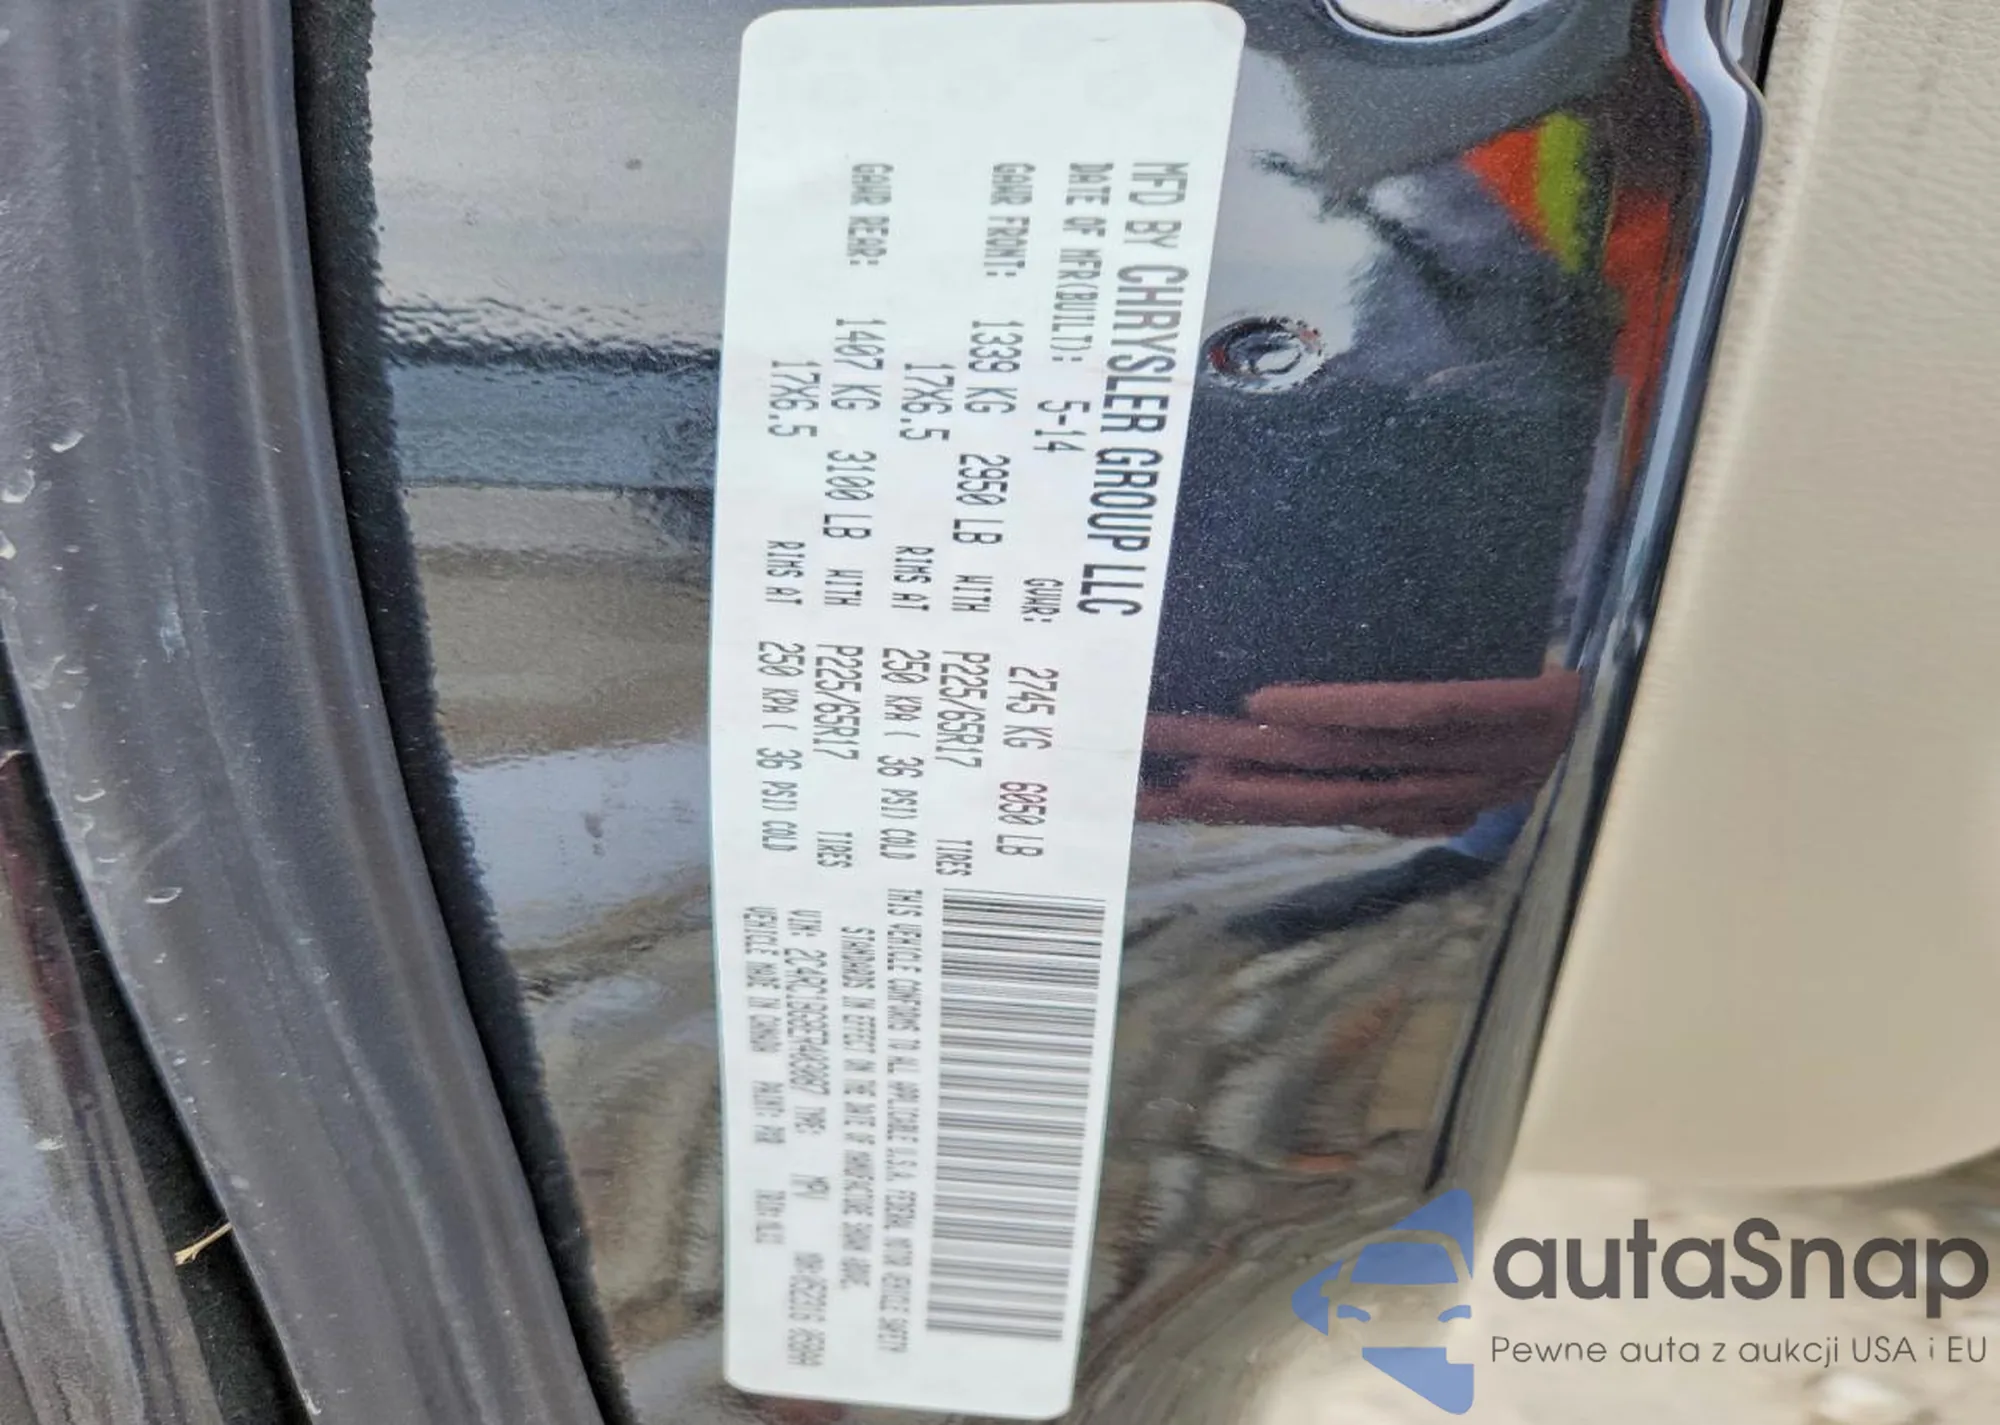 MFD BY CHRYSLER GROUP LLC
DATE OF MFR(BUILT): 5-14 GVWR: 2745 KG 6050 LB
GAWR FRONT: 1339 KG 2950 LB WITH P225/65R17 TIRES
17X6.5 RIMS AT 250 KPA( 36 PSI) COLD
GAWR REAR: 1407 KG 3100 LB WITH P225/65R17 TIRES
17X6.5 RIMS AT 250 KPA( 36 PSI) COLD
THIS VEHICLE CONFORMS TO ALL APPLICABLE U.S.A. FEDERAL MOTOR VEHICLE SAFETY
STANDARDS IN EFFECT ON THE DATE OF MANUFACTURE SHOWN ABOVE.
VIN: TYPE: MPV
VEHICLE MADE IN CANADA PAINT: PXR TRIM:
autaSnap
Pewne auta z aukcji USA i EU